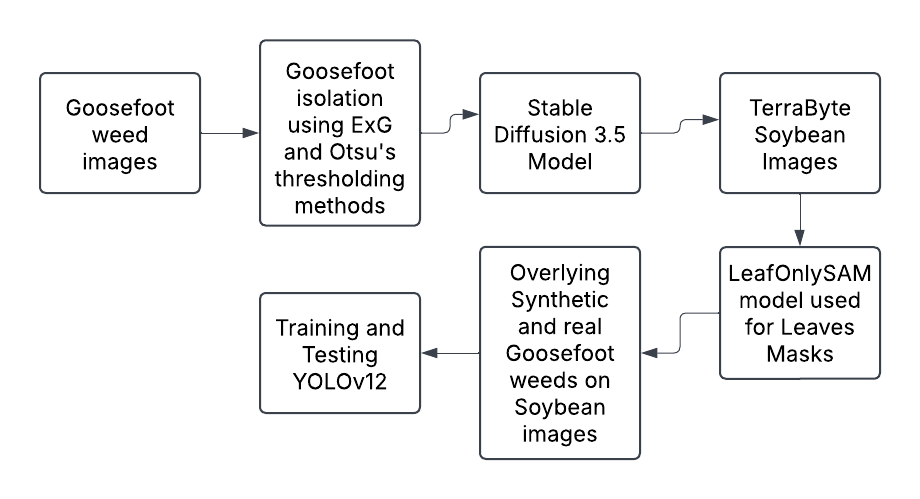 Goosefoot
weed
images
Goosefoot
isolation
using ExG
and Otsu's
thresholding
methods
Stable
Diffusion 3.5
Model
TerraByte
Soybean
Images
LeafOnlySAM
model used
for Leaves
Masks
Overlying
Synthetic
and real
Goosefoot
weeds on
Soybean
images
Training and
Testing
YOLOv12